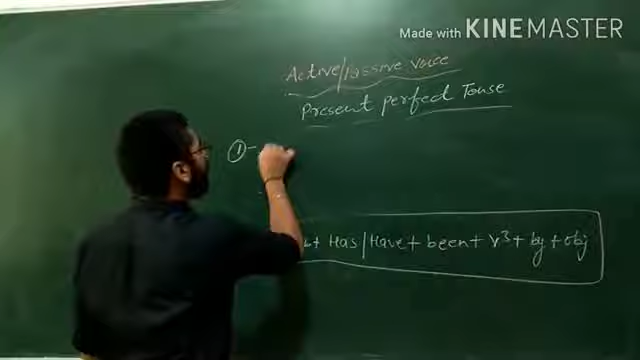 Made with KINEMASTER
Active/Passive Voice
Present perfect Tense
①-
+ Has/Have + been + V³ + by + obj